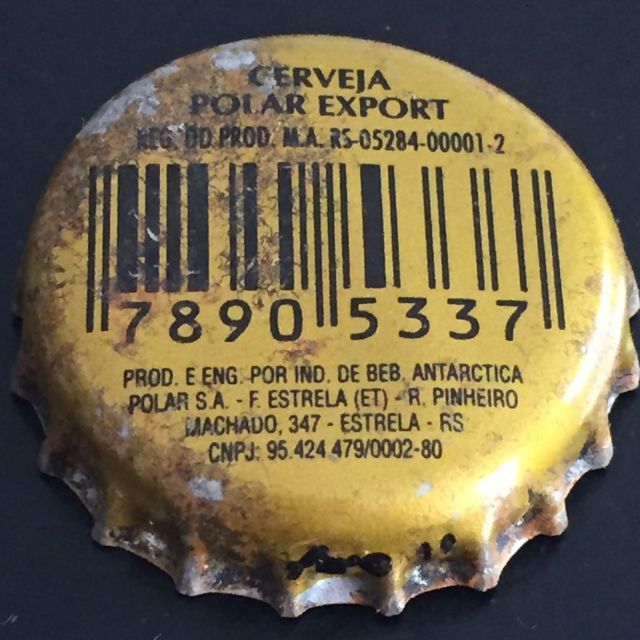 CERVEJA
POLAR EXPORT
REG. DO PROD. M.A. RS-05284-00001-2
7890 5337
PROD. E ENG. POR IND. DE BEB. ANTARCTICA
POLAR S.A. - F. ESTRELA (ET) - R. PINHEIRO
MACHADO, 347 - ESTRELA - RS
CNPJ: 95.424.479/0002-80